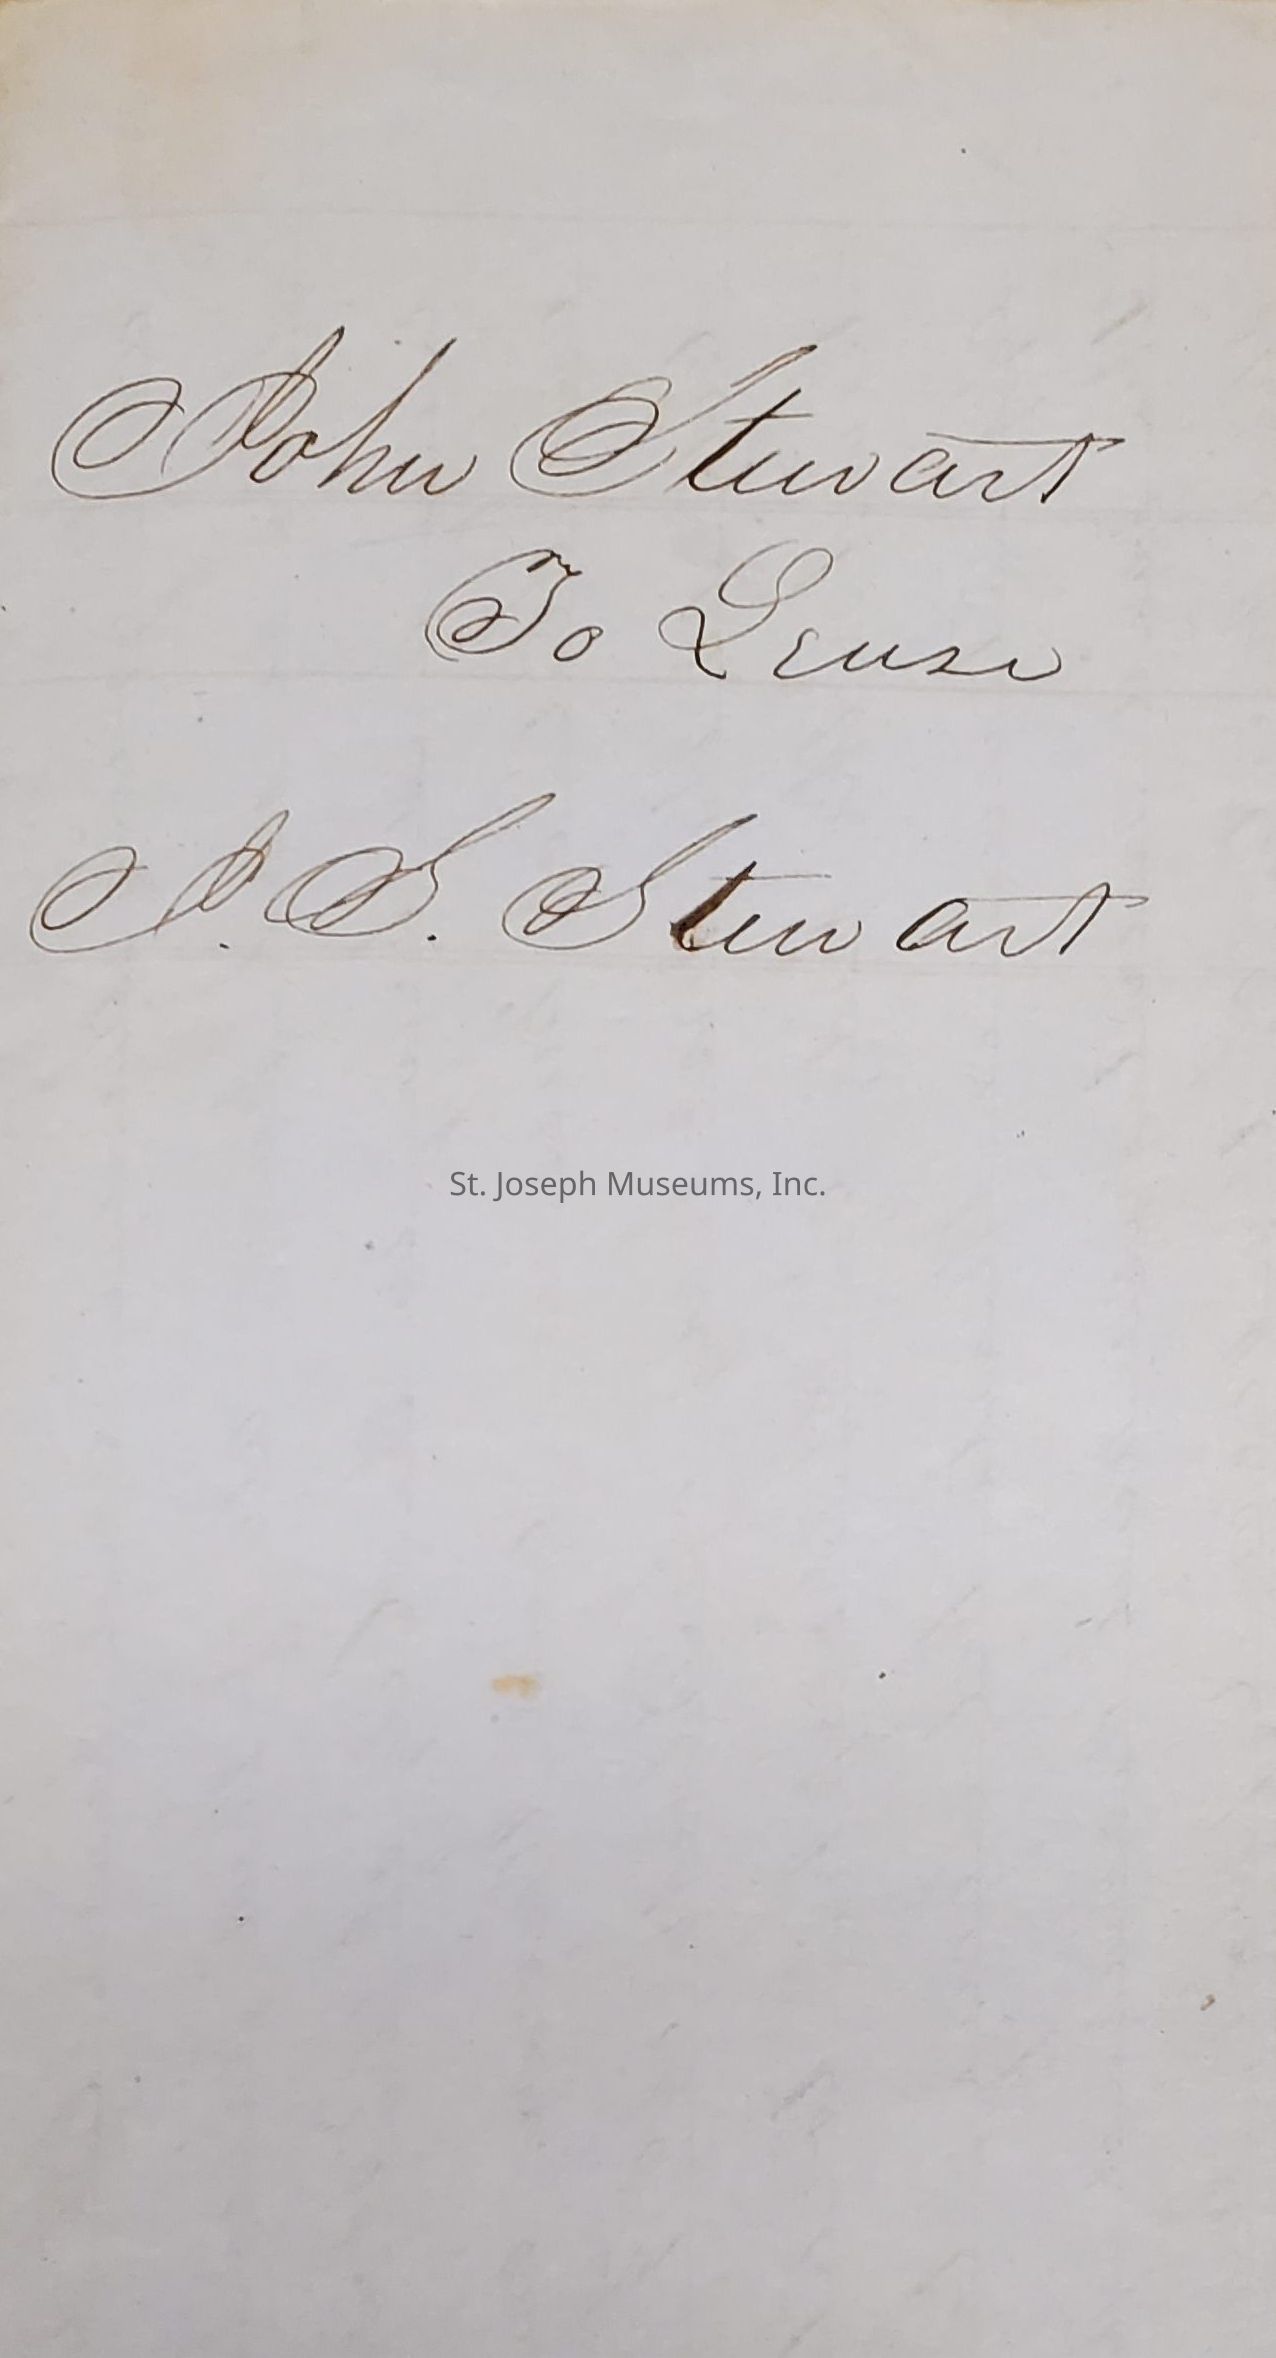 John Stewart
To Lease
J. S. Stewart
St. Joseph Museums, Inc.